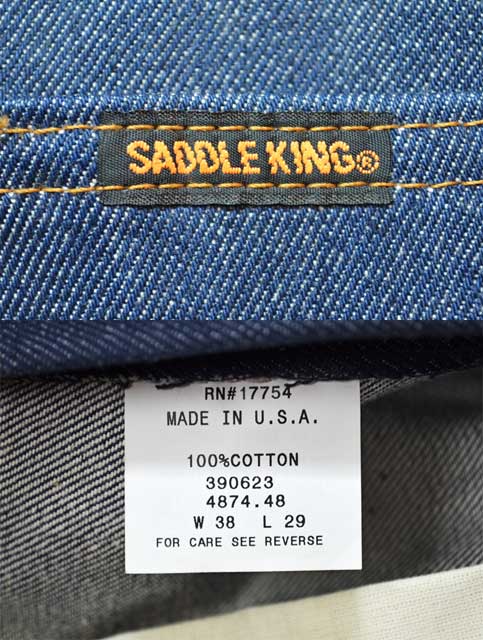 SADDLE KING®
RN#17754
MADE IN U.S.A.
100%COTTON
390623
4874.48
W 38 L 29
FOR CARE SEE REVERSE